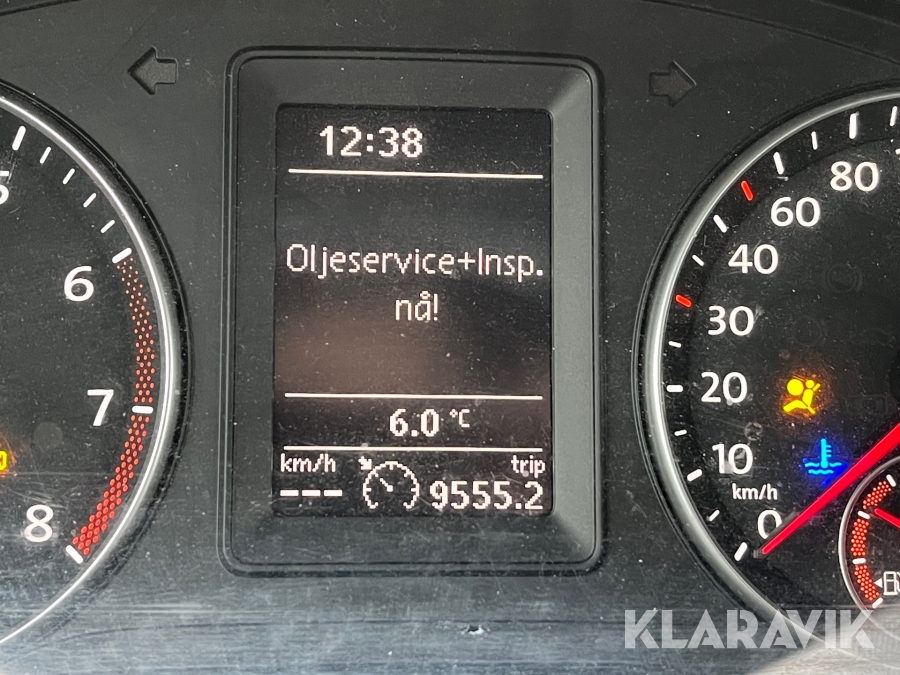 12:38
Oljeservice+Insp.
nå!
6.0 °C
km/h
trip
---
9555.2
6
7
8
80
60
40
30
20
10
km/h
0
KLARAVIK